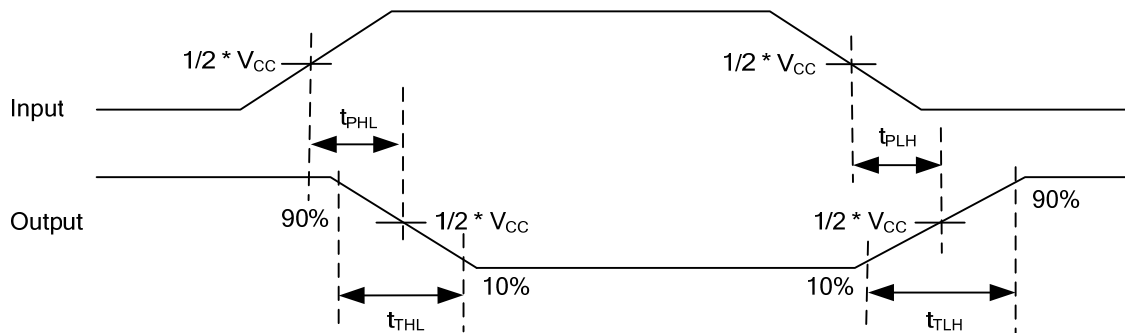 1/2 * VCC
1/2 * VCC
Input
tPHL
tPLH
Output
90%
1/2 * VCC
1/2 * VCC
90%
10%
10%
tTHL
tTLH